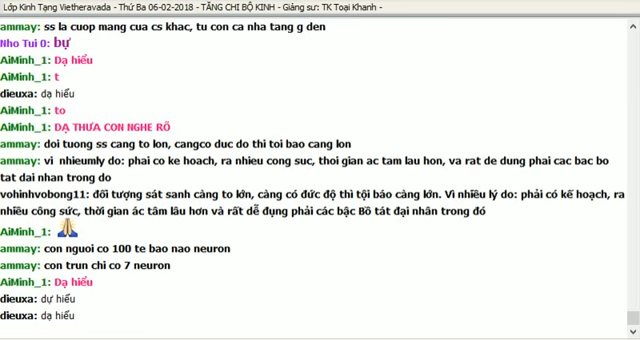 Lớp Kinh Tạng Vietheravada - Thứ Ba 06-02-2018 - TĂNG CHI BỘ KINH - Giảng sư: TK Toại Khanh -
ammay: ss la cuop mang cua cs khac, tu con ca nha tang g den
Nho Tui 0: bự
AiMinh_1: Dạ hiểu
AiMinh_1: t
dieuxa: dạ hiểu
AiMinh_1: to
AiMinh_1: DẠ THƯA CON NGHE RÕ
ammay: doi tuong ss cang to lon, cangco duc do thi toi bao cang lon
ammay: vì nhieumly do: phai co ke hoach, ra nhieu cong suc, thoi gian ac tam lau hon, va rat de dung phai cac bac bo
tat dai nhan trong do
vohinhvobong11: đối tượng sát sanh càng to lớn, càng có đức độ thì tội báo càng lớn. Vì nhiều lý do: phải có kế hoạch, ra
nhiều công sức, thời gian ác tâm lâu hơn và rất dễ đụng phải các bậc Bồ tát đại nhân trong đó
AiMinh_1:
ammay: con nguoi co 100 te bao nao neuron
ammay: con trun chi co 7 neuron
AiMinh_1: Dạ hiểu
dieuxa: dự hiểu
dieuxa: dạ hiểu